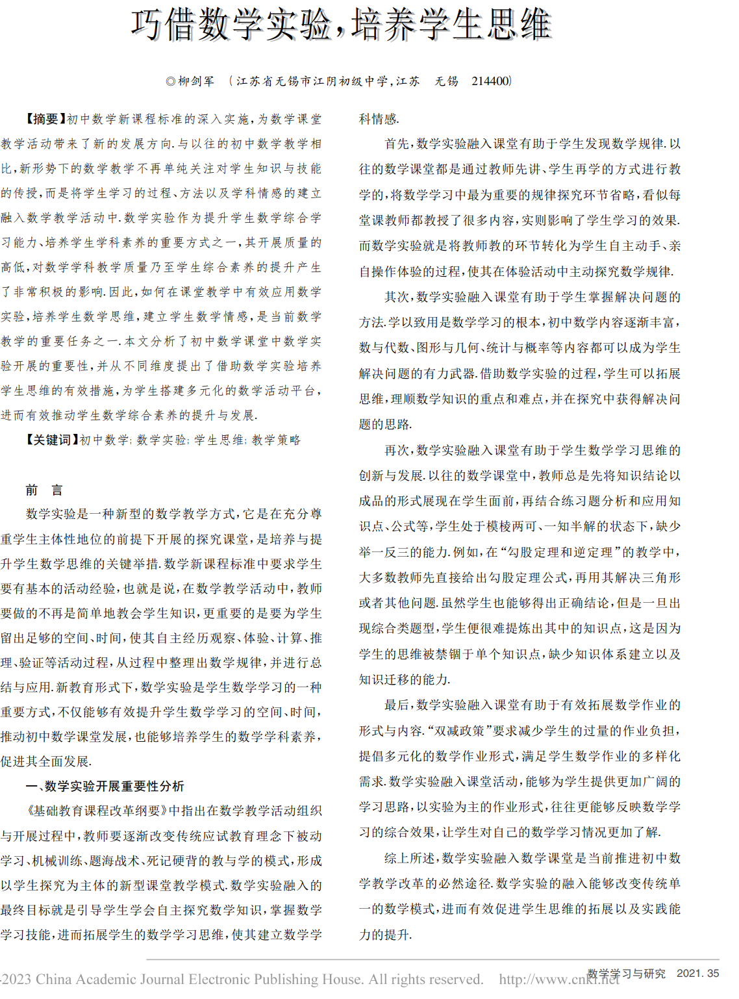 巧借数学实验,培养学生思维
◎柳剑军 (江苏省无锡市江阴初级中学,江苏 无锡 214400)
【摘要】初中数学新课程标准的深入实施,为数学课堂
教学活动带来了新的发展方向.与以往的初中数学教学相
比,新形势下的数学教学不再单纯关注对学生知识与技能
的传授,而是将学生学习的过程、方法以及学科情感的建立
融入数学教学活动中.数学实验作为提升学生数学综合学
习能力、培养学生学科素养的重要方式之一,其开展质量的
高低,对数学学科教学质量乃至学生综合素养的提升产生
了非常积极的影响.因此,如何在课堂教学中有效应用数学
实验,培养学生数学思维,建立学生数学情感,是当前数学
教学的重要任务之一.本文分析了初中数学课堂中数学实
验开展的重要性,并从不同维度提出了借助数学实验培养
学生思维的有效措施,为学生搭建多元化的数学活动平台,
进而有效推动学生数学综合素养的提升与发展.
【关键词】初中数学;数学实验;学生思维;教学策略
前 言
数学实验是一种新型的数学教学方式,它是在充分尊
重学生主体性地位的前提下开展的探究课堂,是培养与提
升学生数学思维的关键举措.数学新课程标准中要求学生
要有基本的活动经验,也就是说,在数学教学活动中,教师
要做的不再是简单地教会学生知识,更重要的是要为学生
留出足够的空间、时间,使其自主经历观察、体验、计算、推
理、验证等活动过程,从过程中整理出数学规律,并进行总
结与应用.新教育形式下,数学实验是学生数学学习的一种
重要方式,不仅能够有效提升学生数学学习的空间、时间,
推动初中数学课堂发展,也能够培养学生的数学学科素养,
促进其全面发展.
一、数学实验开展重要性分析
《基础教育课程改革纲要》中指出在数学教学活动组织
与开展过程中,教师要逐渐改变传统应试教育理念下被动
学习、机械训练、题海战术、死记硬背的教与学的模式,形成
以学生探究为主体的新型课堂教学模式.数学实验融入的
最终目标就是引导学生学会自主探究数学知识,掌握数学
学习技能,进而拓展学生的数学学习思维,使其建立数学学
科情感.
首先,数学实验融入课堂有助于学生发现数学规律.以
往的数学课堂都是通过教师先讲、学生再学的方式进行教
学的,将数学学习中最为重要的规律探究环节省略,看似每
堂课教师都教授了很多内容,实则影响了学生学习的效果.
而数学实验就是将教师教的环节转化为学生自主动手、亲
自操作体验的过程,使其在体验活动中主动探究数学规律.
其次,数学实验融入课堂有助于学生掌握解决问题的
方法.学以致用是数学学习的根本,初中数学内容逐渐丰富,
数与代数、图形与几何、统计与概率等内容都可以成为学生
解决问题的有力武器.借助数学实验的过程,学生可以拓展
思维,理顺数学知识的重点和难点,并在探究中获得解决问
题的思路.
再次,数学实验融入课堂有助于学生数学学习思维的
创新与发展.以往的数学课堂中,教师总是先将知识结论以
成品的形式展现在学生面前,再结合练习题分析和应用知
识点、公式等,学生处于模棱两可、一知半解的状态下,缺少
举一反三的能力.例如,在“勾股定理和逆定理”的教学中,
大多数教师先直接给出勾股定理公式,再用其解决三角形
或者其他问题.虽然学生也能够得出正确结论,但是一旦出
现综合类题型,学生便很难提炼出其中的知识点,这是因为
学生的思维被禁锢于单个知识点,缺少知识体系建立以及
知识迁移的能力.
最后,数学实验融入课堂有助于有效拓展数学作业的
形式与内容.“双减政策”要求减少学生的过量的作业负担,
提倡多元化的数学作业形式,满足学生数学作业的多样化
需求.数学实验融入课堂活动,能够为学生提供更加广阔的
学习思路,以实验为主的作业形式,往往更能够反映数学学
习的综合效果,让学生对自己的数学学习情况更加了解.
综上所述,数学实验融入数学课堂是当前推进初中数
学教学改革的必然途径.数学实验的融入能够改变传统单
一的数学模式,进而有效促进学生思维的拓展以及实践能
力的提升.
数学学习与研究 2021. 35
-2023 China Academic Journal Electronic Publishing House. All rights reserved. http://www.cnki.net